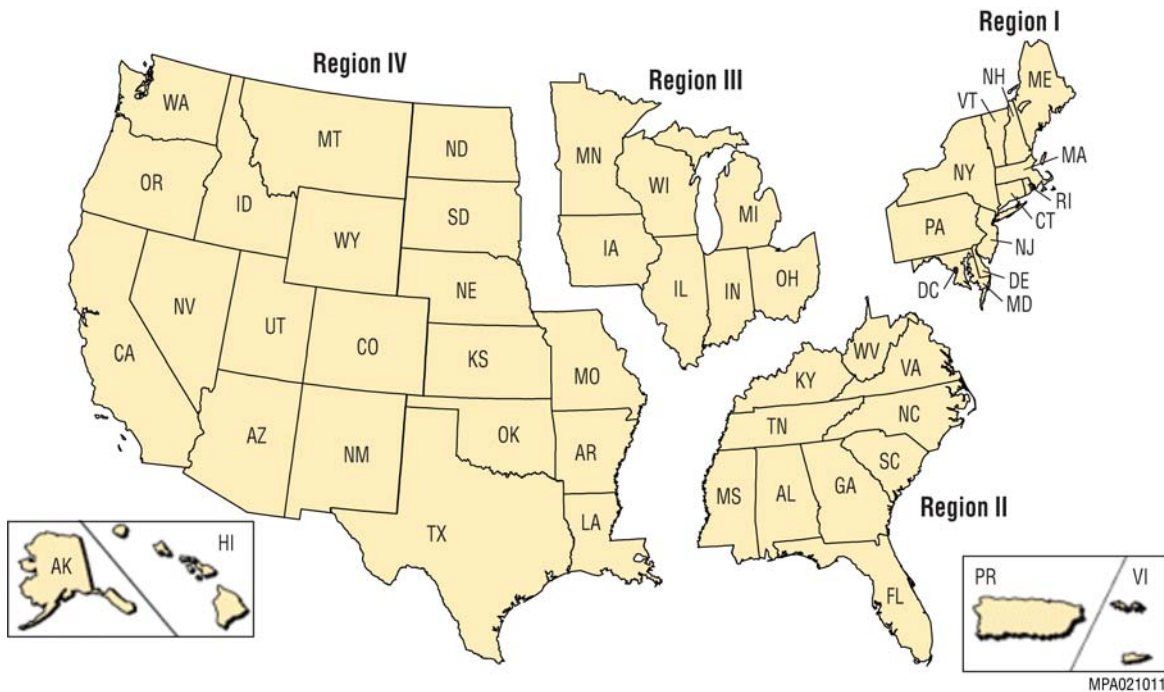 Region I
Region IV
Region III
NH
ME
VT
WA
MT
ND
MN
MA
OR
WI
NY
ID
SD
MI
RI
WY
PA
CT
IA
NJ
NE
OH
IL
IN
DE
DC
MD
NV
UT
CO
CA
KS
WV
VA
MO
KY
NC
TN
AZ
OK
AR
NM
SC
MS
AL
GA
Region II
LA
TX
HI
AK
PR
VI
FL
MPA021011